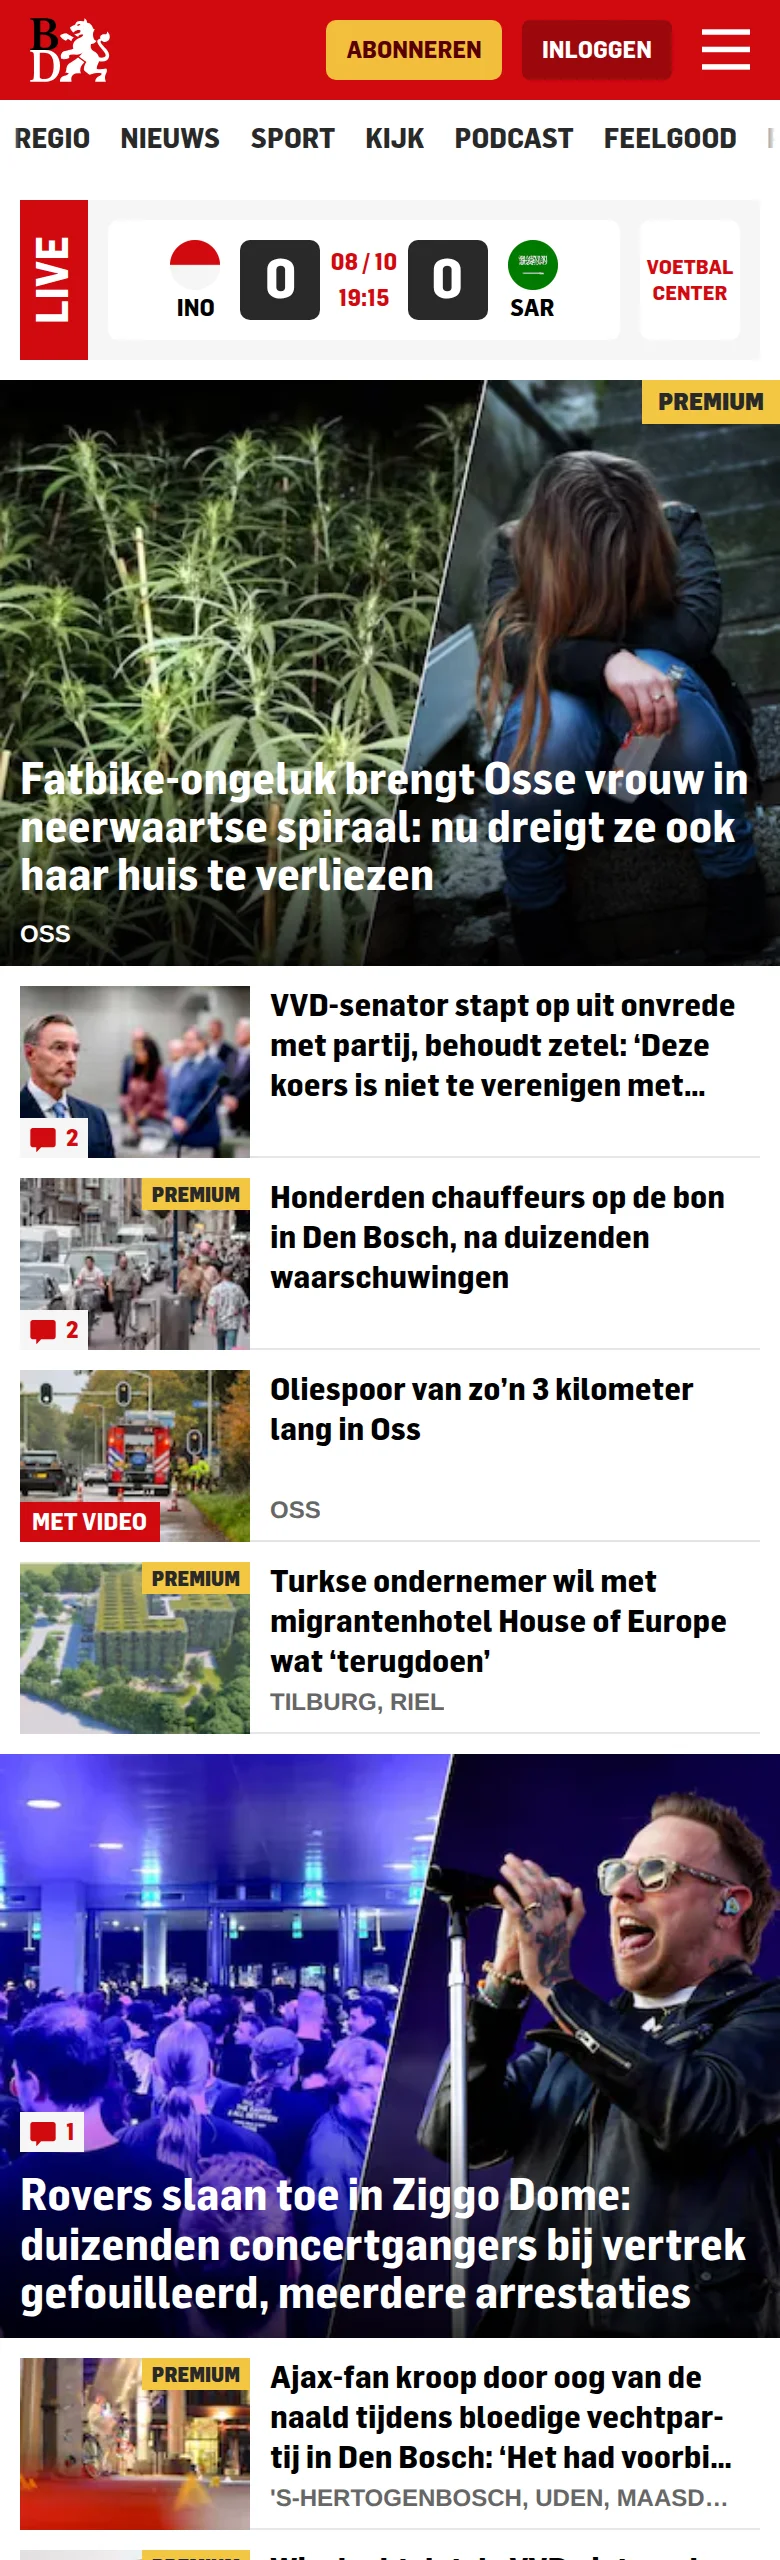 BD
ABONNEREN
INLOGGEN
REGIO NIEUWS SPORT KIJK PODCAST FEELGOOD
LIVE
INO
0
08 / 10
19:15
0
SAR
VOETBAL
CENTER
PREMIUM
Fatbike-ongeluk brengt Osse vrouw in
neerwaartse spiraal: nu dreigt ze ook
haar huis te verliezen
OSS
VVD-senator stapt op uit onvrede
met partij, behoudt zetel: ‘Deze
koers is niet te verenigen met...
2
PREMIUM
Honderden chauffeurs op de bon
in Den Bosch, na duizenden
waarschuwingen
2
Oliespoor van zo’n 3 kilometer
lang in Oss
MET VIDEO
OSS
PREMIUM
Turkse ondernemer wil met
migrantenhotel House of Europe
wat ‘terugdoen’
TILBURG, RIEL
1
Rovers slaan toe in Ziggo Dome:
duizenden concertgangers bij vertrek
gefouilleerd, meerdere arrestaties
PREMIUM
Ajax-fan kroop door oog van de
naald tijdens bloedige vechtpar-
tij in Den Bosch: ‘Het had voorbi...
'S-HERTOGENBOSCH, UDEN, MAASD...